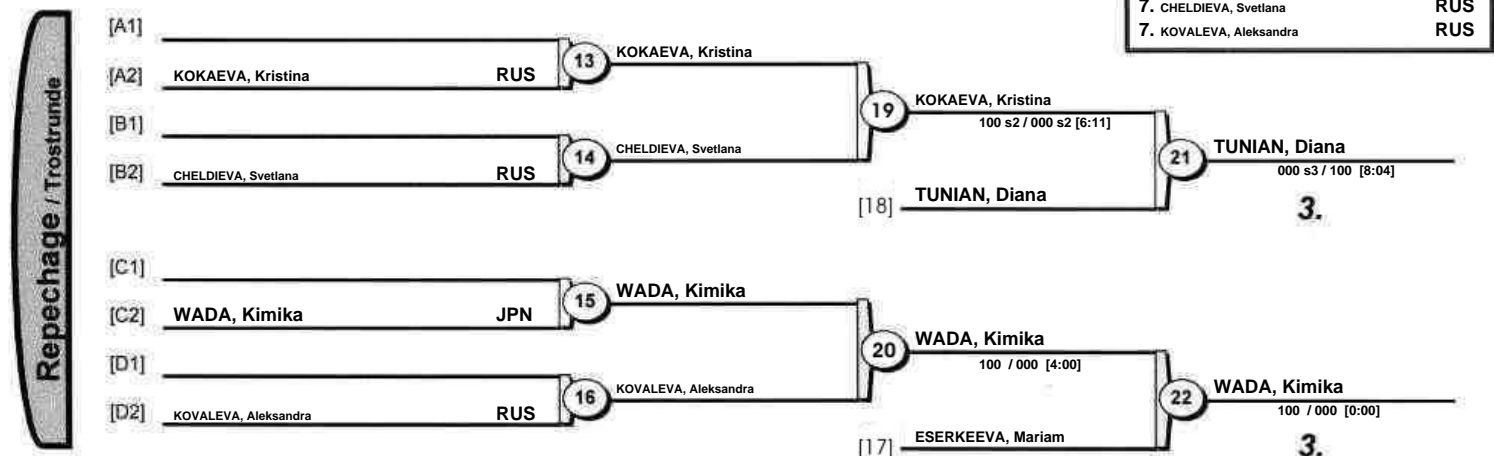 7. CHELDIEVA, Svetlana RUS
7. KOVALEVA, Aleksandra RUS
Repechage / Trostrunde
[A1]
[A2] KOKAEVA, Kristina RUS
13 KOKAEVA, Kristina
[B1]
[B2] CHELDIEVA, Svetlana RUS
14 CHELDIEVA, Svetlana
19 KOKAEVA, Kristina
100 s2 / 000 s2 [6:11]
[18] TUNIAN, Diana
21 TUNIAN, Diana
000 s3 / 100 [8:04]
3.
[C1]
[C2] WADA, Kimika JPN
15 WADA, Kimika
[D1]
[D2] KOVALEVA, Aleksandra RUS
16 KOVALEVA, Aleksandra
20 WADA, Kimika
100 / 000 [4:00]
[17] ESERKEEVA, Mariam
22 WADA, Kimika
100 / 000 [0:00]
3.